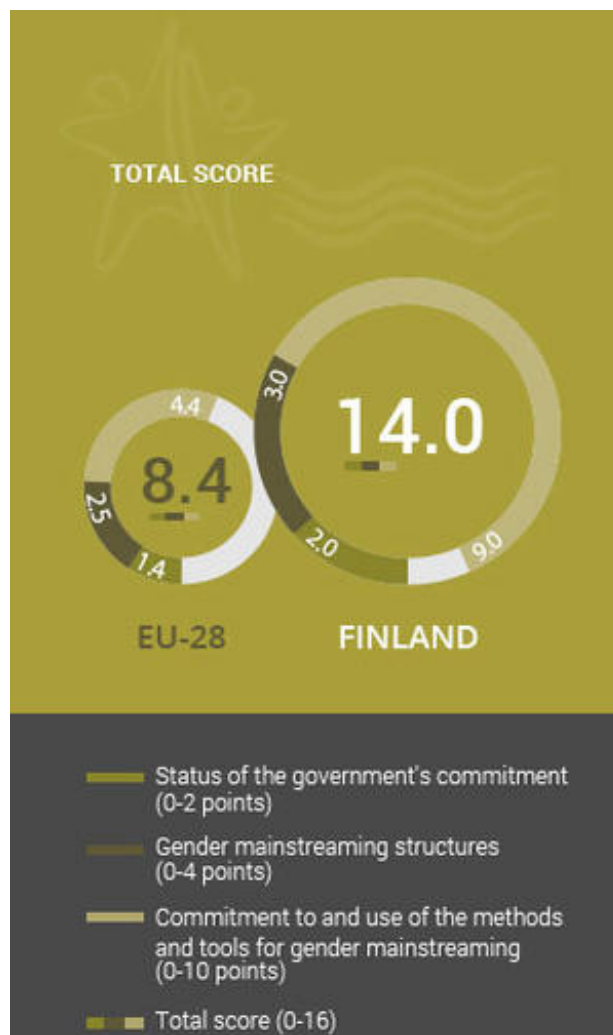 TOTAL SCORE
4.4
8.4
2.5
1.4
3.0
14.0
2.0
9.0
EU-28
FINLAND
Status of the government's commitment
(0-2 points)
Gender mainstreaming structures
(0-4 points)
Commitment to and use of the methods
and tools for gender mainstreaming
(0-10 points)
Total score (0-16)